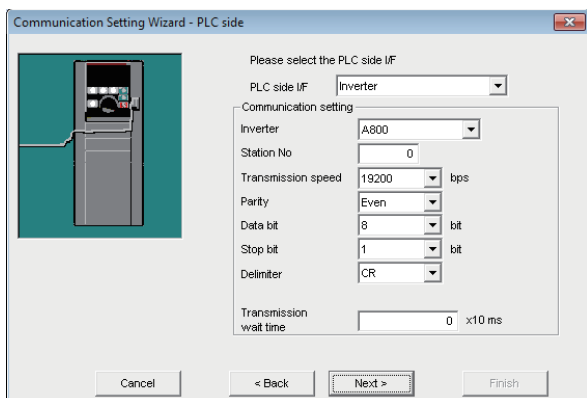 Communication Setting Wizard - PLC side
Please select the PLC side I/F
PLC side I/F Inverter
Communication setting
Inverter A800
Station No 0
Transmission speed 19200 bps
Parity Even
Data bit 8 bit
Stop bit 1 bit
Delimiter CR
Transmission
wait time 0 x10 ms
Cancel < Back Next > Finish